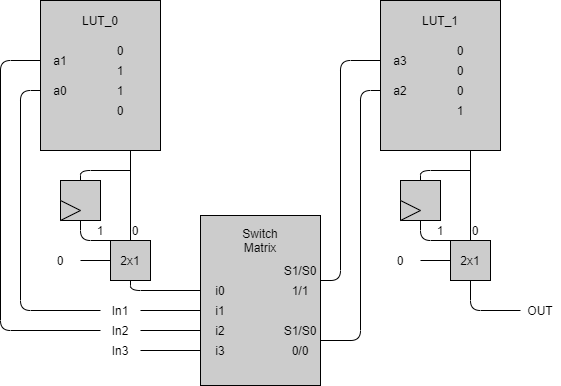 LUT_0
a1
a0
0
1
1
0
1 0
0
2x1
LUT_1
a3
a2
0
0
0
1
1 0
0
2x1
Switch
Matrix
S1/S0
1/1
S1/S0
0/0
i0
i1
i2
i3
In1
In2
In3
OUT